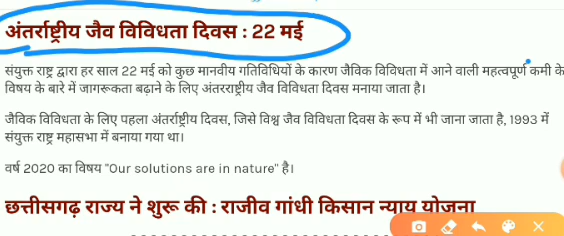 अंतर्राष्ट्रीय जैव विविधता दिवस : 22 मई
संयुक्त राष्ट्र द्वारा हर साल 22 मई को कुछ मानवीय गतिविधियों के कारण जैविक विविधता में आने वाली महत्वपूर्ण कमी के
विषय के बारे में जागरूकता बढ़ाने के लिए अंतरराष्ट्रीय जैव विविधता दिवस मनाया जाता है।
जैविक विविधता के लिए पहला अंतर्राष्ट्रीय दिवस, जिसे विश्व जैव विविधता दिवस के रूप में भी जाना जाता है, 1993 में
संयुक्त राष्ट्र महासभा में बनाया गया था।
वर्ष 2020 का विषय "Our solutions are in nature" है।
छत्तीसगढ़ राज्य ने शुरू की : राजीव गांधी किसान न्याय योजना